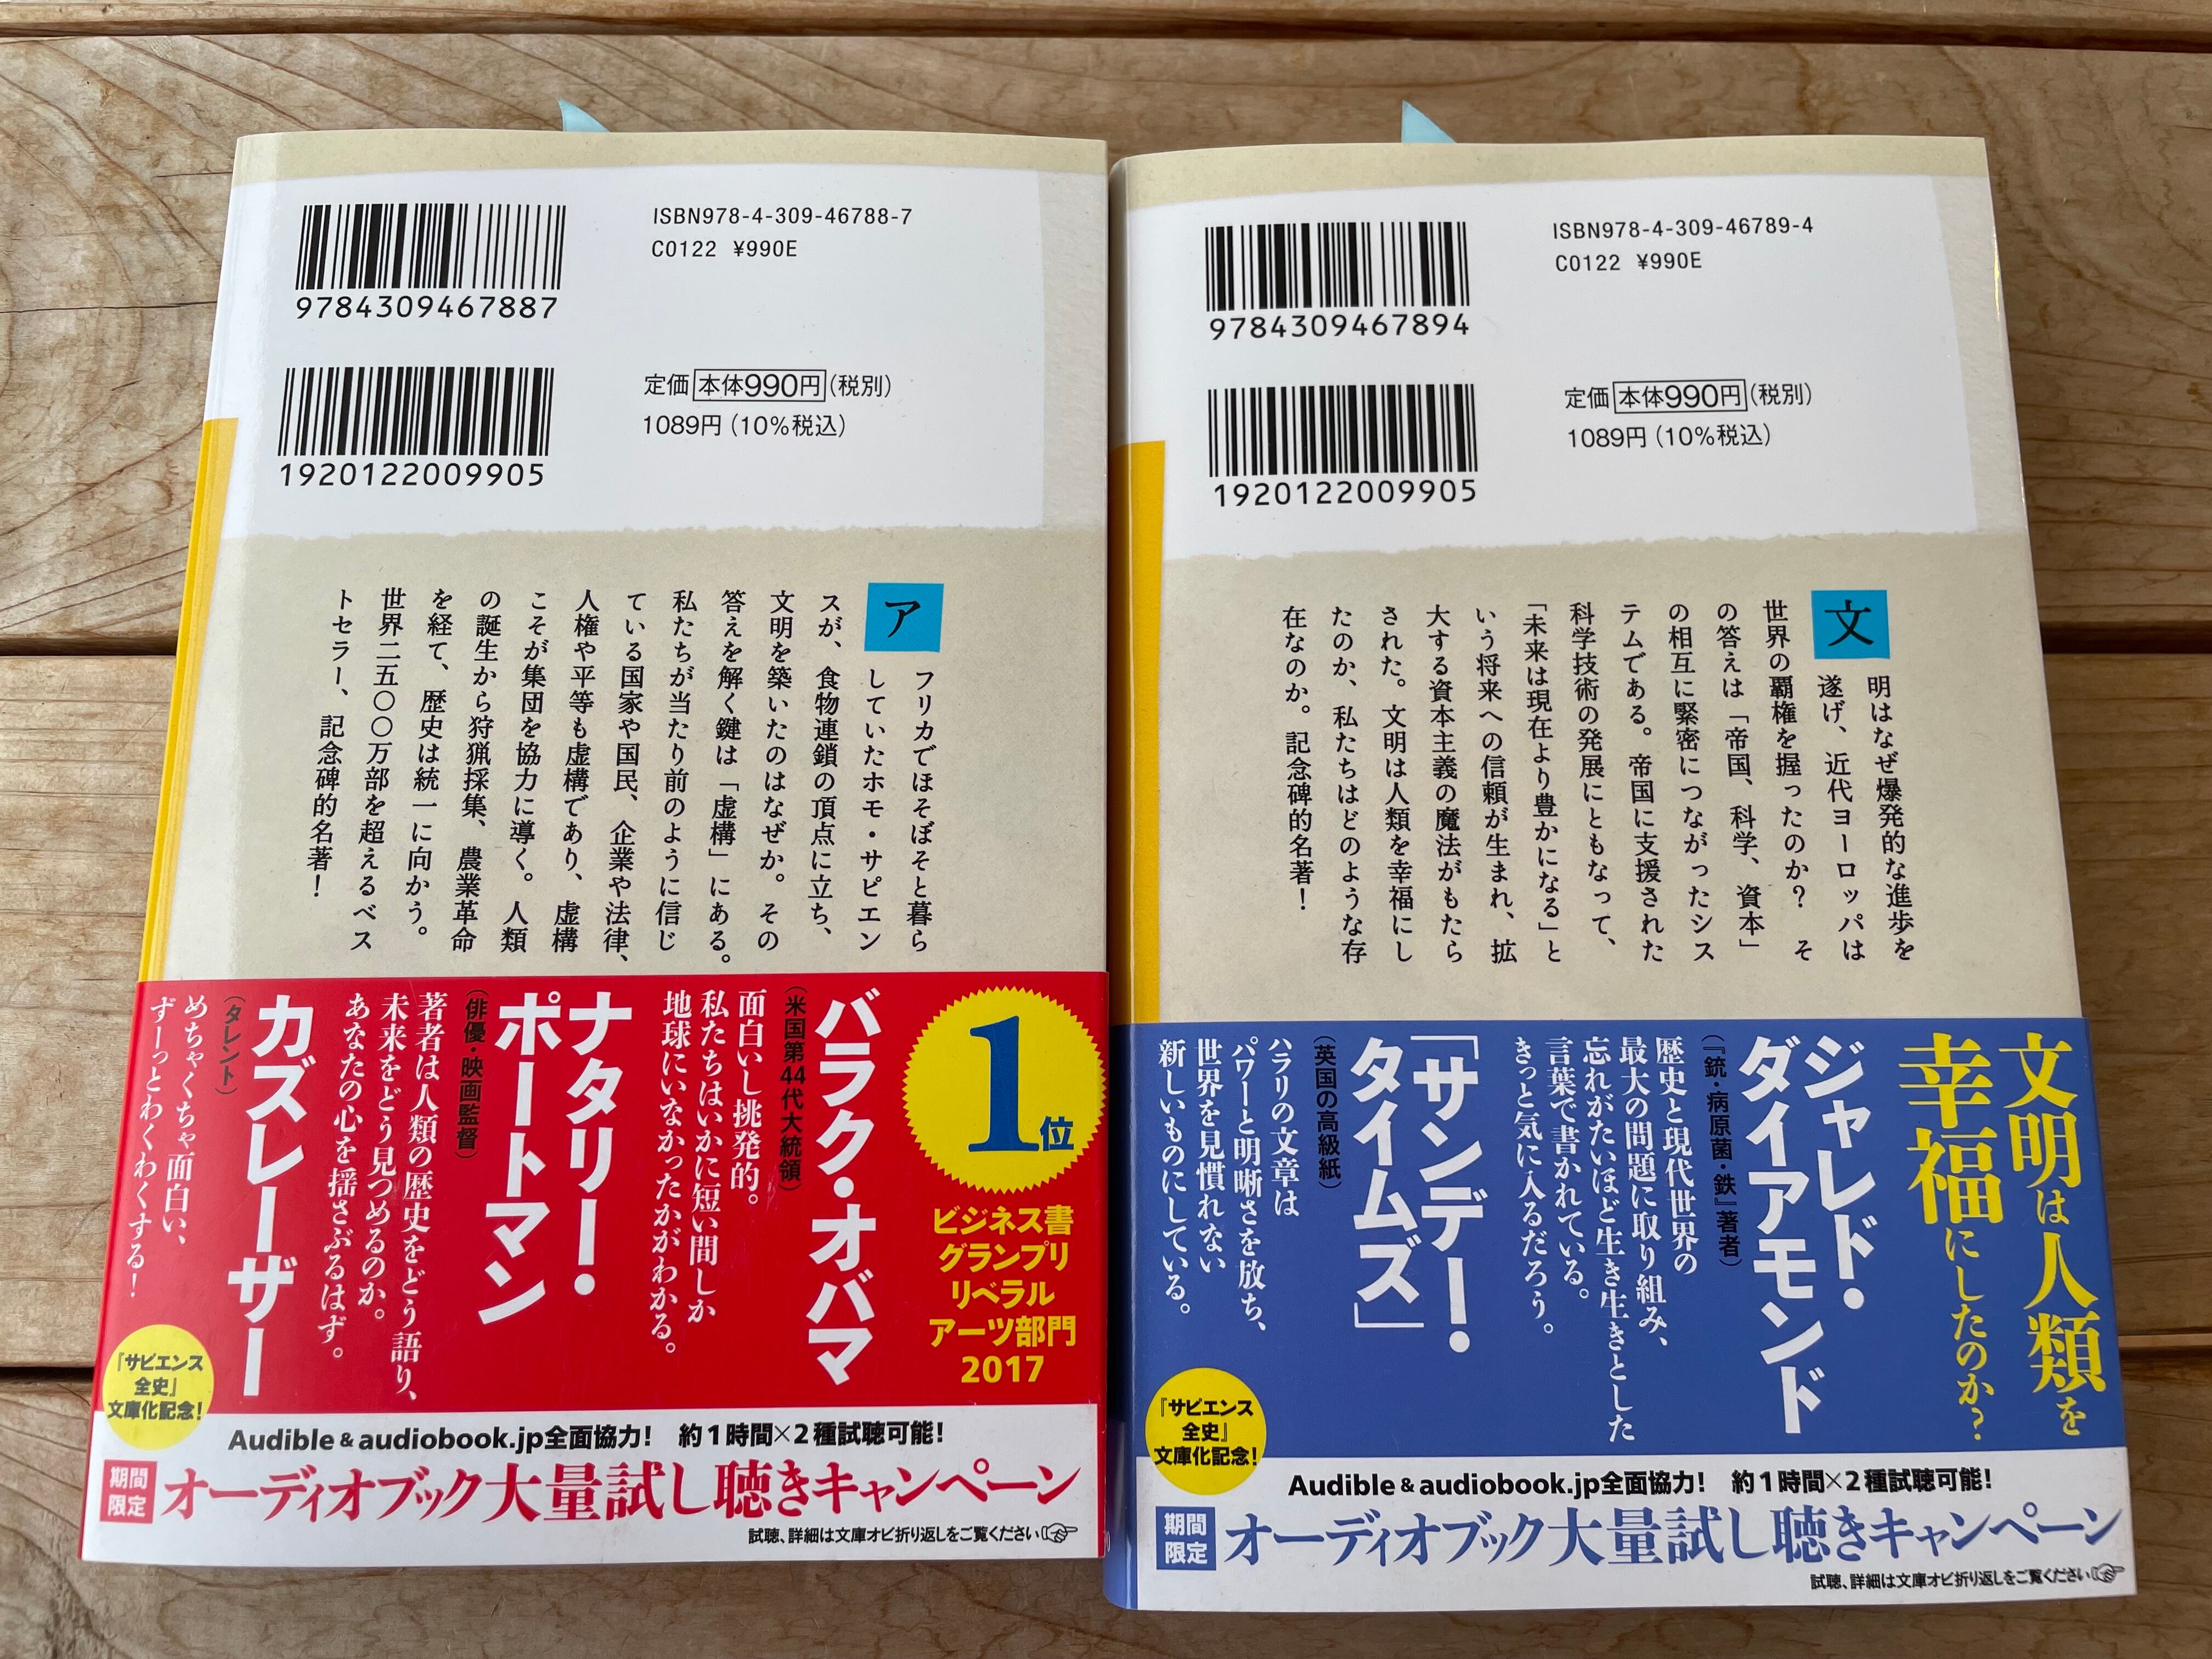 ISBN978-4-309-46788-7
C0122 ¥990E
9784309467887
定価 本体990円(税別)
1089円(10%税込)
1920122009905
アフリカでほそぼそと暮ら
していたホモ・サピエン
スが、食物連鎖の頂点に立ち、
文明を築いたのはなぜか。その
答えを解く鍵は「虚構」にある。
私たちが当たり前のように信じ
ている国家や国民、企業や法律、
人権や平等も虚構であり、虚構
こそが集団を協力に導く。人類
の誕生から狩猟採集、農業革命
を経て、歴史は統一に向かう。
世界二五〇〇万部を超えるベス
トセラー、記念碑的名著!
1位
ビジネス書
グランプリ
リベラル
アーツ部門
2017
バラク・オバマ
(米国第44代大統領)
面白いし挑発的。
私たちはいかに短い間しか
地球にいなかったかがわかる。
ナタリー・
ポートマン
(俳優・映画監督)
著者は人類の歴史をどう語り、
未来をどう見つめるのか。
あなたの心を揺さぶるはず。
カズレーザー
(タレント)
めちゃくちゃ面白い、
ずーっとわくわくする!
『サピエンス
全史』
文庫化記念!
Audible&audiobook.jp全面協力! 約1時間×2種試聴可能!
期間
限定
オーディオブック大量試し聴きキャンペーン
試聴、詳細は文庫オビ折り返しをご覧ください
ISBN978-4-309-46789-4
C0122 ¥990E
9784309467894
定価 本体990円(税別)
1089円(10%税込)
1920122009905
文明はなぜ爆発的な進歩を
遂げ、近代ヨーロッパは
世界の覇権を握ったのか? そ
の答えは「帝国、科学、資本」
の相互に緊密につながったシス
テムである。帝国に支援された
科学技術の発展にともなって、
「未来は現在より豊かになる」と
いう将来への信頼が生まれ、拡
大する資本主義の魔法がもたら
された。文明は人類を幸福にし
たのか、私たちはどのような存
在なのか。記念碑的名著!
文明は人類を
幸福にしたのか?
ジャレド・
ダイアモンド
(『銃・病原菌・鉄』著者)
歴史と現代世界の
最大の問題に取り組み、
忘れがたいほど生き生きとした
言葉で書かれている。
きっと気に入るだろう。
「サンデー・
タイムズ」
(英国の高級紙)
ハラリの文章は
パワーと明晰さを放ち、
世界を見慣れない
新しいものにしている。
『サピエンス
全史』
文庫化記念!
Audible&audiobook.jp全面協力! 約1時間×2種試聴可能!
期間
限定
オーディオブック大量試し聴きキャンペーン
試聴、詳細は文庫オビ折り返しをご覧ください